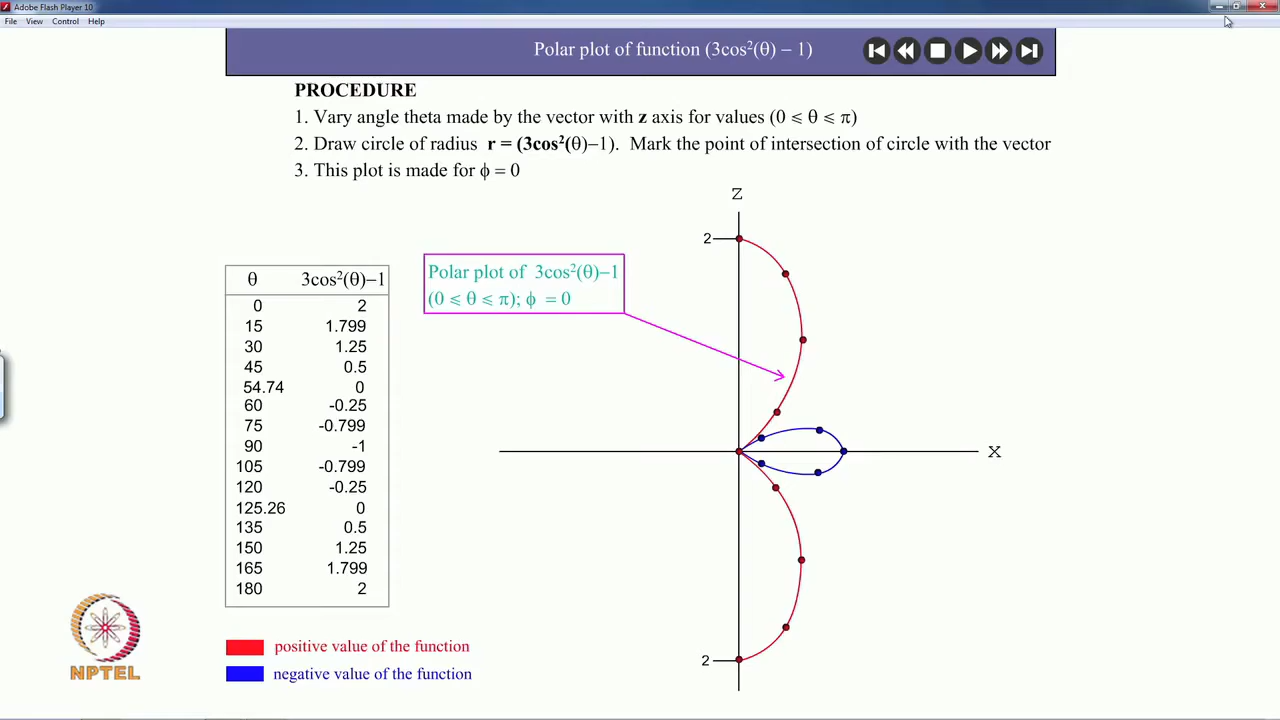 Adobe Flash Player 10
File View Control Help
Polar plot of function (3cos²(θ) − 1)
PROCEDURE
1. Vary angle theta made by the vector with z axis for values (0 ⩽ θ ⩽ π)
2. Draw circle of radius r = (3cos²(θ)−1). Mark the point of intersection of circle with the vector
3. This plot is made for ϕ = 0
Z
2
Polar plot of 3cos²(θ)−1
(0 ⩽ θ ⩽ π); ϕ = 0
θ 3cos²(θ)−1
0 2
15 1.799
30 1.25
45 0.5
54.74 0
60 -0.25
75 -0.799
90 -1
105 -0.799
120 -0.25
125.26 0
135 0.5
150 1.25
165 1.799
180 2
X
2
positive value of the function
negative value of the function
NPTEL